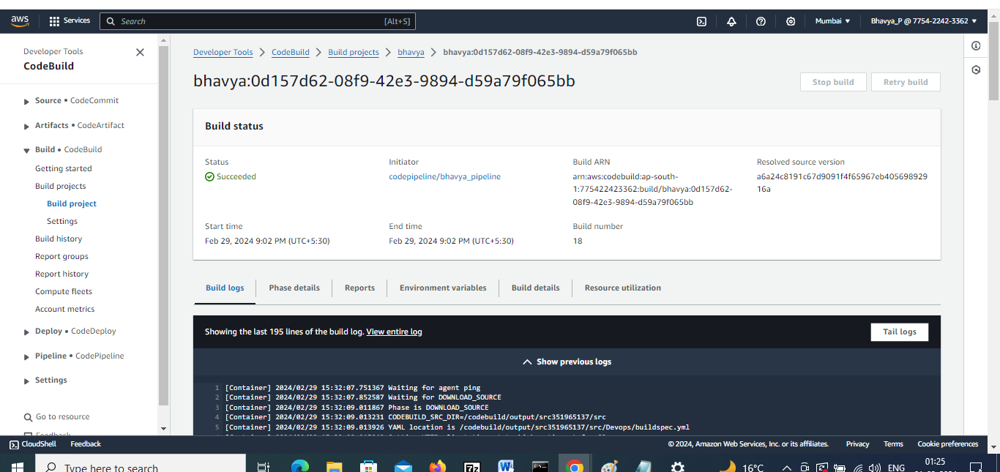 aws
Services
Search
[Alt+S]
Mumbai ▼
Bhavya_P @ 7754-2242-3362 ▼
Developer Tools
CodeBuild
Source • CodeCommit
Artifacts • CodeArtifact
Build • CodeBuild
Getting started
Build projects
Build project
Settings
Build history
Report groups
Report history
Compute fleets
Account metrics
Deploy • CodeDeploy
Pipeline • CodePipeline
Settings
Go to resource
Feedback
Developer Tools > CodeBuild > Build projects > bhavya > bhavya:0d157d62-08f9-42e3-9894-d59a79f065bb
bhavya:0d157d62-08f9-42e3-9894-d59a79f065bb
Stop build
Retry build
Build status
Status
Succeeded
Initiator
codepipeline/bhavya_pipeline
Build ARN
arn:aws:codebuild:ap-south-
1:775422423362:build/bhavya:0d157d62-
08f9-42e3-9894-d59a79f065bb
Resolved source version
a6a24c8191c67d9091f4f65967eb405698929
16a
Start time
Feb 29, 2024 9:02 PM (UTC+5:30)
End time
Feb 29, 2024 9:02 PM (UTC+5:30)
Build number
18
Build logs
Phase details
Reports
Environment variables
Build details
Resource utilization
Showing the last 195 lines of the build log. View entire log
Tail logs
Show previous logs
1 [Container] 2024/02/29 15:32:07.751367 Waiting for agent ping
2 [Container] 2024/02/29 15:32:07.852587 Waiting for DOWNLOAD_SOURCE
3 [Container] 2024/02/29 15:32:09.011867 Phase is DOWNLOAD_SOURCE
4 [Container] 2024/02/29 15:32:09.013231 CODEBUILD_SRC_DIR=/codebuild/output/src351965137/src
5 [Container] 2024/02/29 15:32:09.013926 YAML location is /codebuild/output/src351965137/src/Devops/buildspec.yml
CloudShell
Feedback
© 2024, Amazon Web Services, Inc. or its affiliates.
Privacy
Terms
Cookie preferences
Type here to search
16°C
ENG
01:25